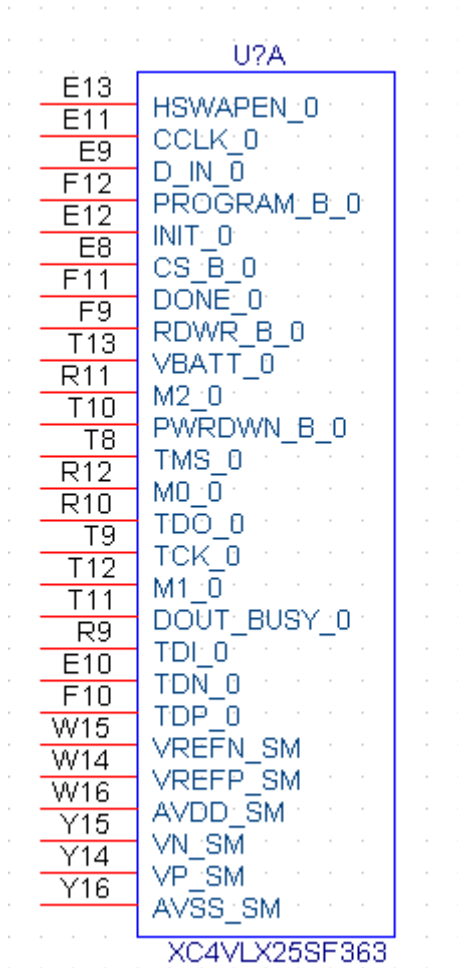 U?A
E13 HSWAPEN_0
E11 CCLK_0
E9 D_IN_0
F12 PROGRAM_B_0
E12 INIT_0
E8 CS_B_0
F11 DONE_0
F9 RDWR_B_0
T13 VBATT_0
R11 M2_0
T10 PWRDWN_B_0
T8 TMS_0
R12 M0_0
R10 TDO_0
T9 TCK_0
T12 M1_0
T11 DOUT_BUSY_0
R9 TDI_0
E10 TDN_0
F10 TDP_0
W15 VREFN_SM
W14 VREFP_SM
W16 AVDD_SM
Y15 VN_SM
Y14 VP_SM
Y16 AVSS_SM
XC4VLX25SF363